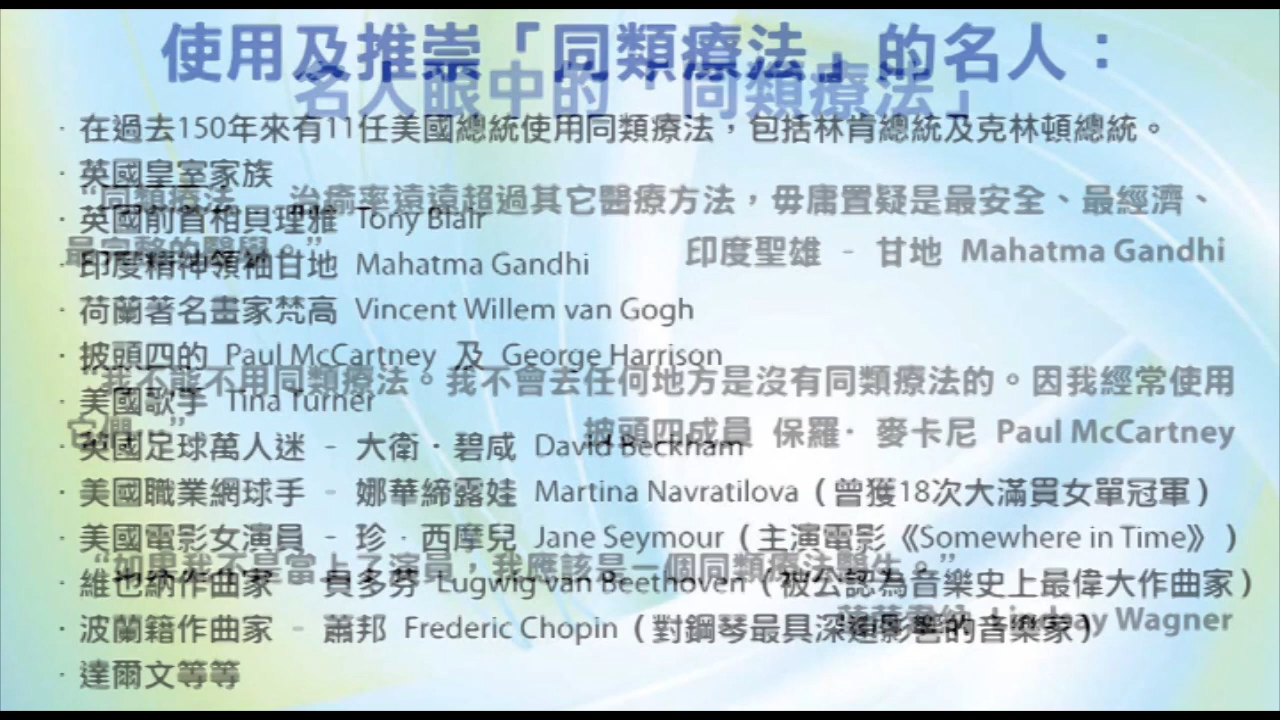 使用及推崇「同類療法」的名人：
名人眼中的「同類療法」
· 在過去150年來有11任美國總統使用同類療法，包括林肯總統及克林頓總統。
· 英國皇室家族
“同類療法 治癒率遠遠超過其它醫療方法，毋庸置疑是最安全、最經濟、
· 英國前首相貝理雅 Tony Blair
最完整的醫學。” 印度聖雄 - 甘地 Mahatma Gandhi
· 印度精神領袖甘地 Mahatma Gandhi
· 荷蘭著名畫家梵高 Vincent Willem van Gogh
· 披頭四的 Paul McCartney 及 George Harrison
“我不能不用同類療法。我不會去任何地方是沒有同類療法的。因我經常使用
· 美國歌手 Tina Turner
它們 ” 披頭四成員 保羅· 麥卡尼 Paul McCartney
· 英國足球萬人迷 - 大衛·碧咸 David Beckham
· 美國職業網球手 - 娜華締露娃 Martina Navratilova（曾獲18次大滿買女單冠軍）
· 美國電影女演員 - 珍·西摩兒 Jane Seymour（主演電影《Somewhere in Time》）
“如果我不是當上了演員，我應該是一個同類療法醫生。”
· 維也納作曲家 - 貝多芬 Lugwig van Beethoven（被公認為音樂史上最偉大作曲家）
Lindsay Wagner
· 波蘭籍作曲家 - 蕭邦 Frederic Chopin（對鋼琴最具深遠影響的音樂家）
· 達爾文等等